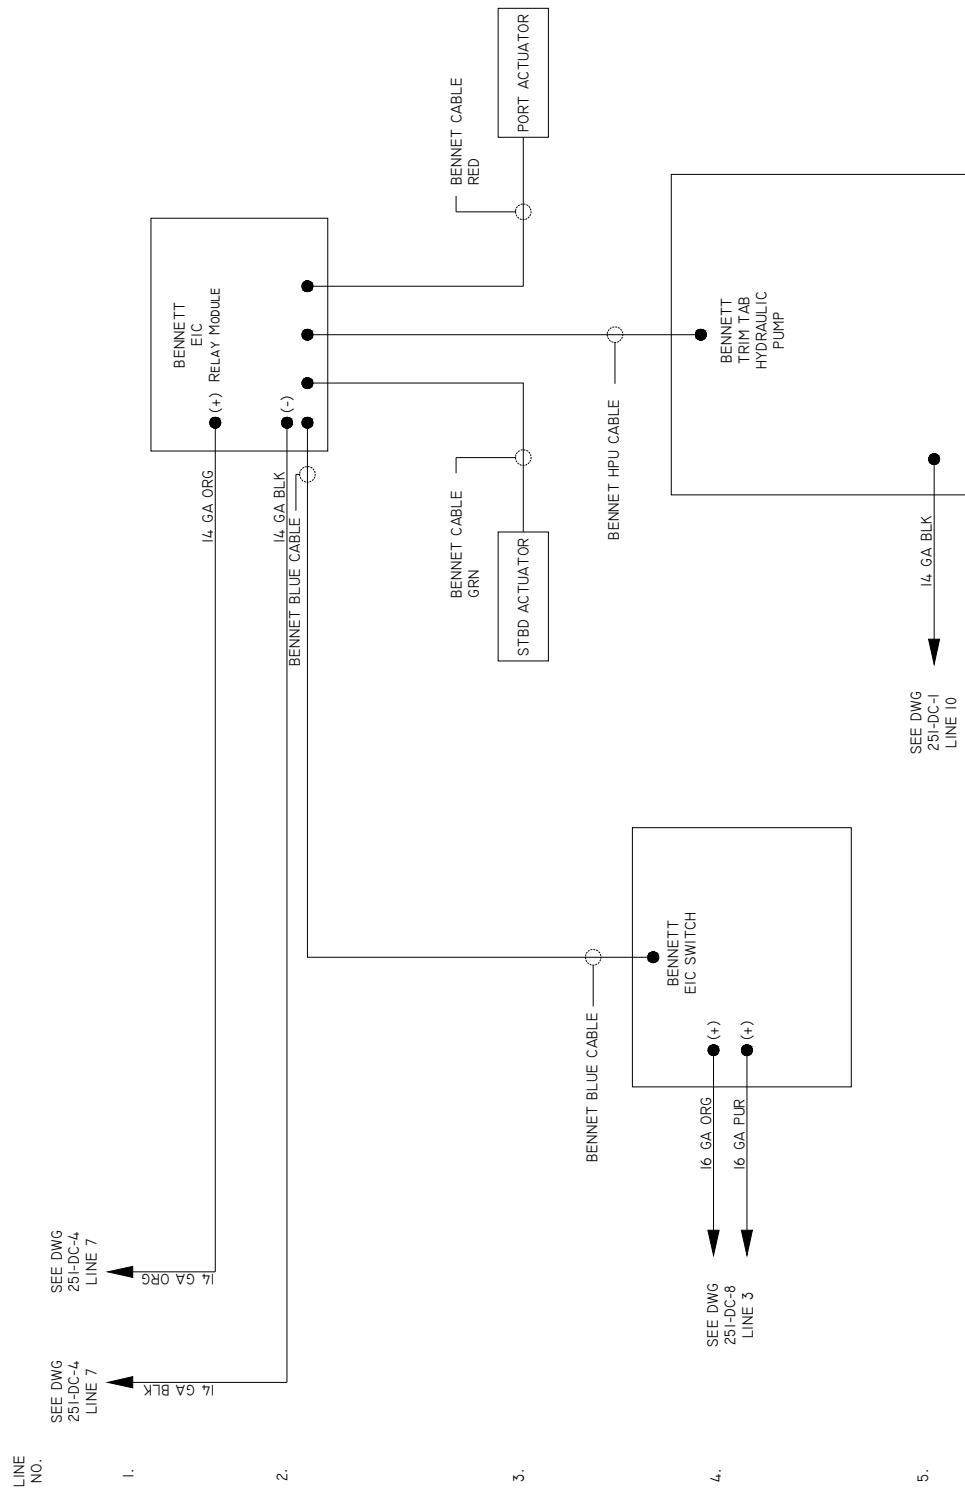 LINE
NO.
1.
2.
3.
4.
5.
SEE DWG
251-DC-4
LINE 7
14 GA BLK
SEE DWG
251-DC-4
LINE 7
14 GA ORG
14 GA ORG
14 GA BLK
BENNET BLUE CABLE
BENNETT
EIC
RELAY MODULE
(+)
(-)
BENNET CABLE
RED
PORT ACTUATOR
BENNET CABLE
GRN
STBD ACTUATOR
BENNET HPU CABLE
BENNETT
TRIM TAB
HYDRAULIC
PUMP
14 GA BLK
SEE DWG
251-DC-1
LINE 10
BENNET BLUE CABLE
BENNETT
EIC SWITCH
(+)
(+)
16 GA ORG
16 GA PUR
SEE DWG
251-DC-8
LINE 3